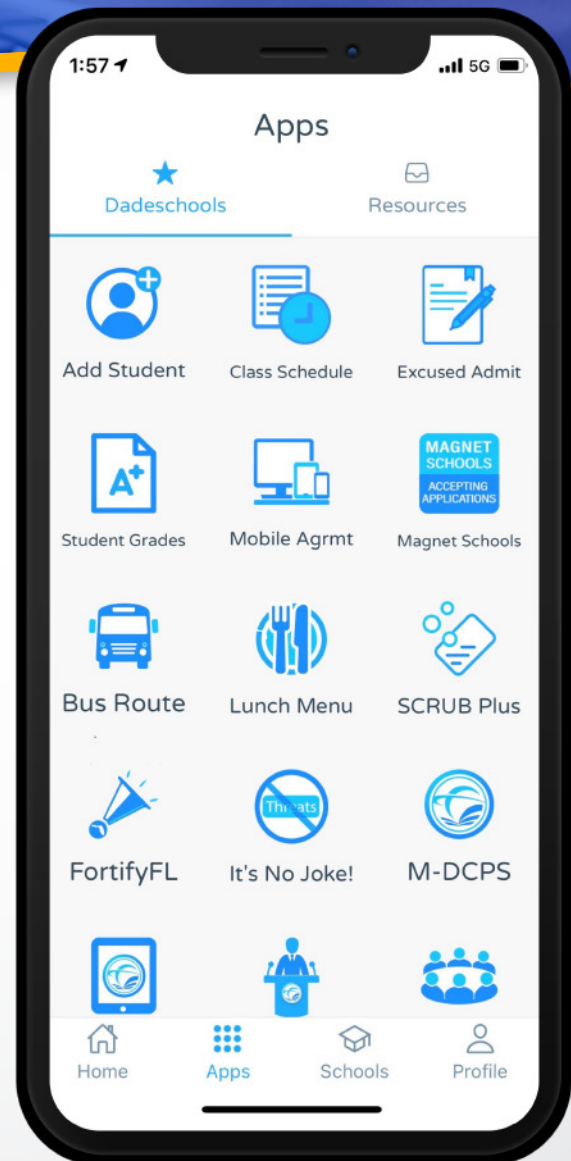 1:57
5G
Apps
Dadeschools
Resources
Add Student
Class Schedule
Excused Admit
A+
MAGNET
SCHOOLS
ACCEPTING
APPLICATIONS
Student Grades
Mobile Agrmt
Magnet Schools
Bus Route
Lunch Menu
SCRUB Plus
Threats
FortifyFL
It's No Joke!
M-DCPS
Home
Apps
Schools
Profile